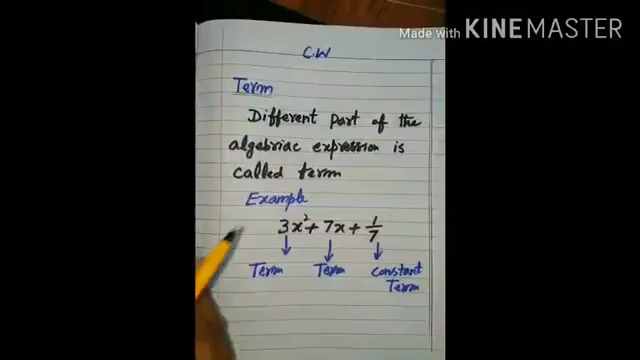 Made with KINEMASTER
C.W
Term
Different part of the
algebriac expression is
called term
Example
3x²+7x+1/7
Term Term constant
Term